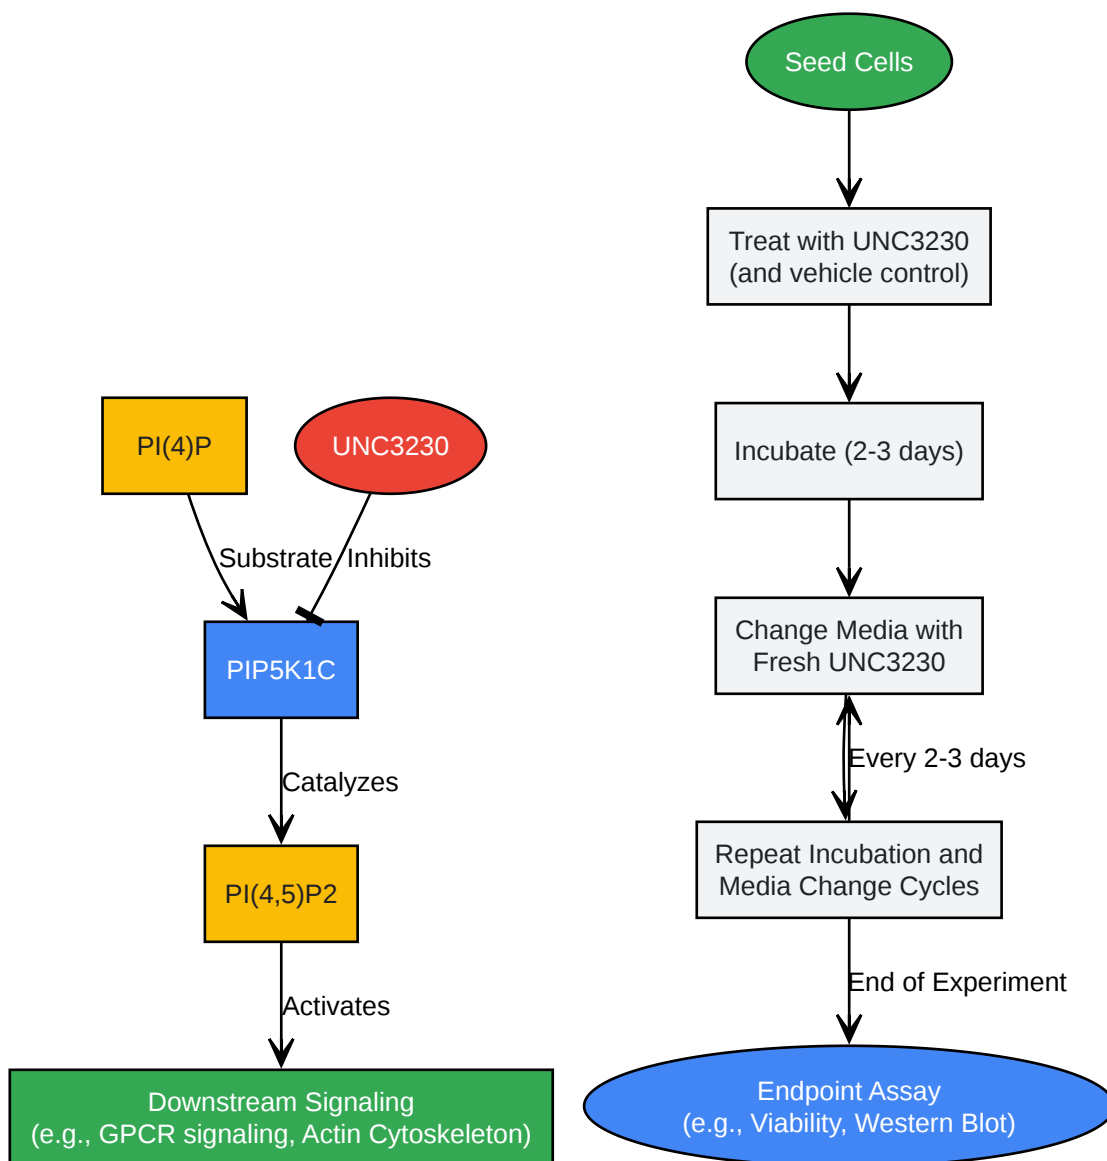 PI(4)P
UNC3230
Substrate
Inhibits
PIP5K1C
Catalyzes
PI(4,5)P2
Activates
Downstream Signaling
(e.g., GPCR signaling, Actin Cytoskeleton)
Seed Cells
Treat with UNC3230
(and vehicle control)
Incubate (2-3 days)
Change Media with
Fresh UNC3230
Every 2-3 days
Repeat Incubation and
Media Change Cycles
End of Experiment
Endpoint Assay
(e.g., Viability, Western Blot)